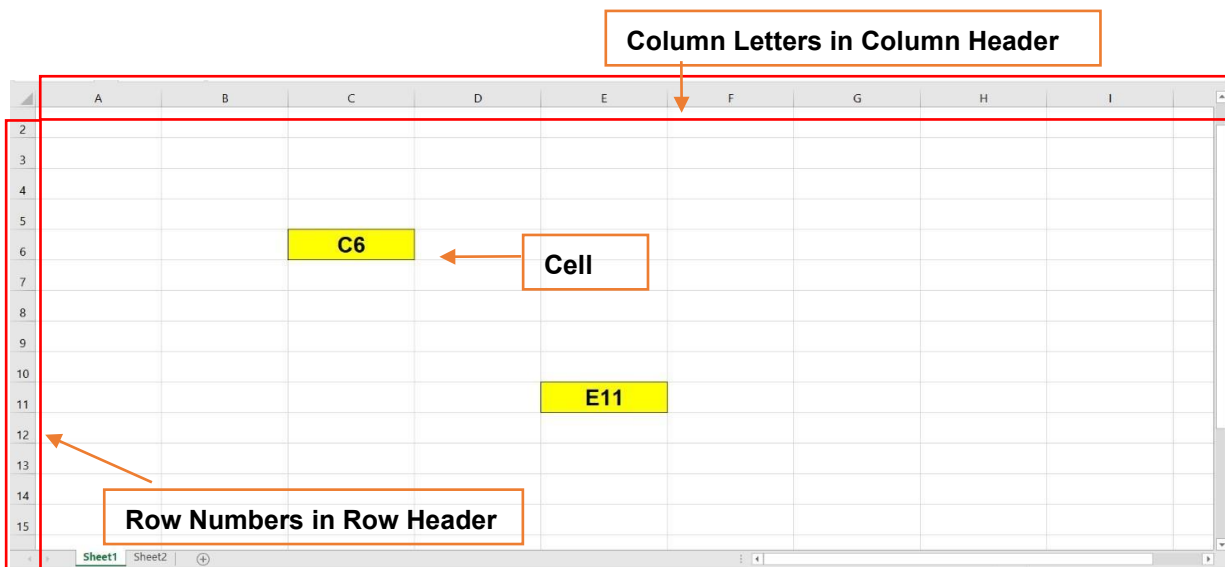 Column Letters in Column Header
A B C D E F G H I
2
3
4
5
C6
6
Cell
7
8
9
10
E11
11
12
13
14
Row Numbers in Row Header
15
Sheet1 Sheet2